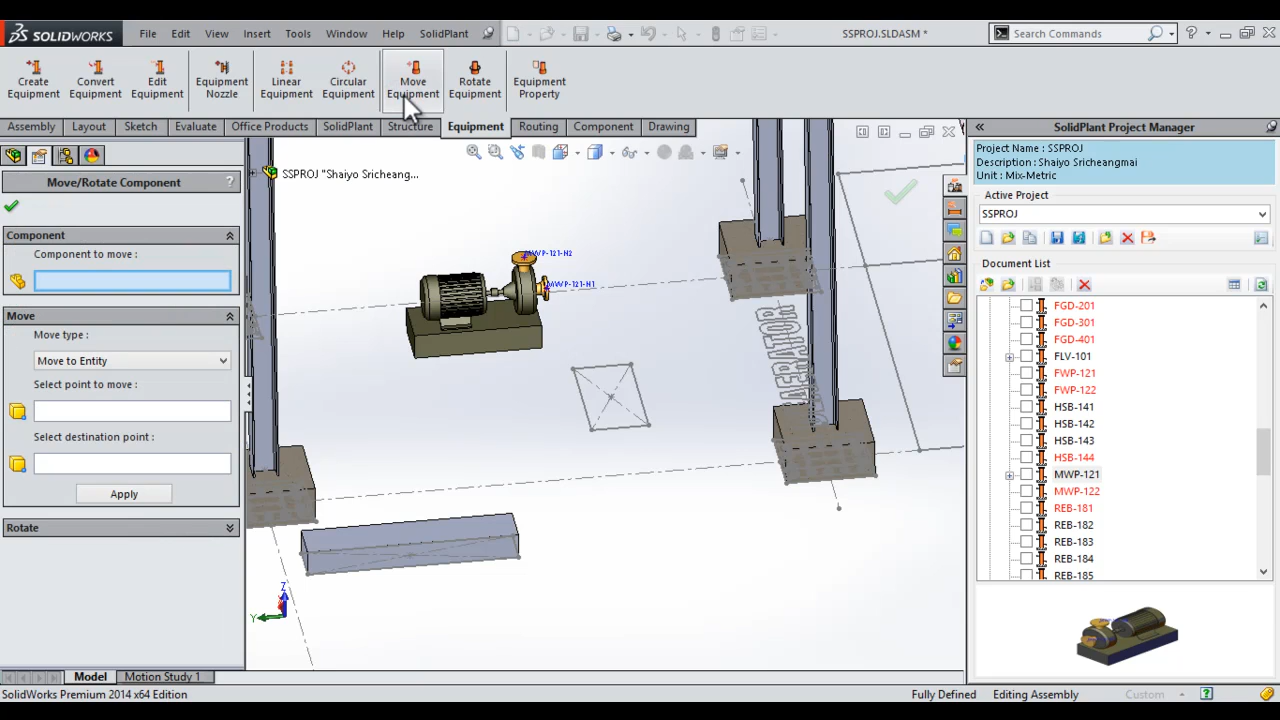 SOLIDWORKS File Edit View Insert Tools Window Help SolidPlant SSPROJ.SLDASM * Search Commands
Create Equipment Convert Equipment Edit Equipment Equipment Nozzle Linear Equipment Circular Equipment Move Equipment Rotate Equipment Equipment Property
Assembly Layout Sketch Evaluate Office Products SolidPlant Structure Equipment Routing Component Drawing
SolidPlant Project Manager
Project Name : SSPROJ
Description : Shaiyo Sricheangmai
Unit : Mix-Metric
Active Project
SSPROJ
Document List
FGD-201
FGD-301
FGD-401
FLV-101
FWP-121
FWP-122
HSB-141
HSB-142
HSB-143
HSB-144
MWP-121
MWP-122
REB-181
REB-182
REB-183
REB-184
REB-185
Move/Rotate Component ?
Component
Component to move :
Move
Move type :
Move to Entity
Select point to move :
Select destination point :
Apply
Rotate
SSPROJ "Shaiyo Sricheang...
MWP-121-H2
MWP-121-H1
Z
Y
Model Motion Study 1
SolidWorks Premium 2014 x64 Edition Fully Defined Editing Assembly Custom